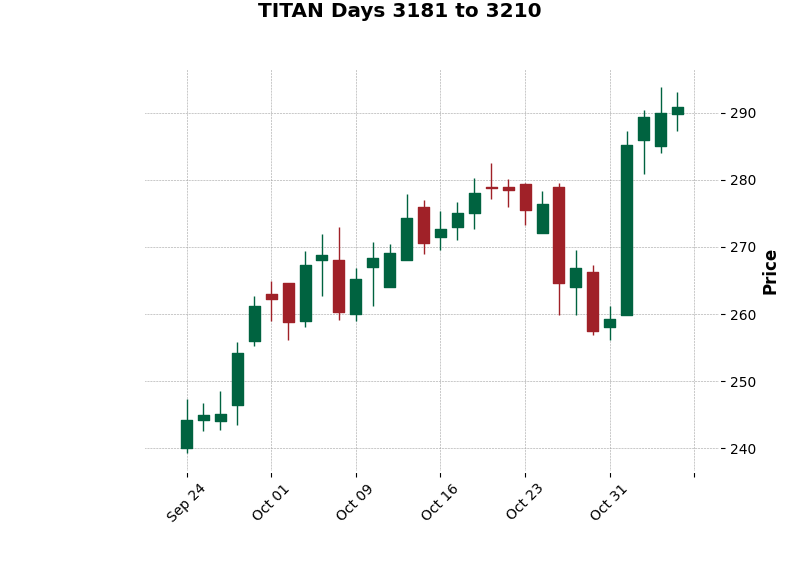 TITAN Days 3181 to 3210
290
280
270
260
250
240
Price
Sep 24
Oct 01
Oct 09
Oct 16
Oct 23
Oct 31